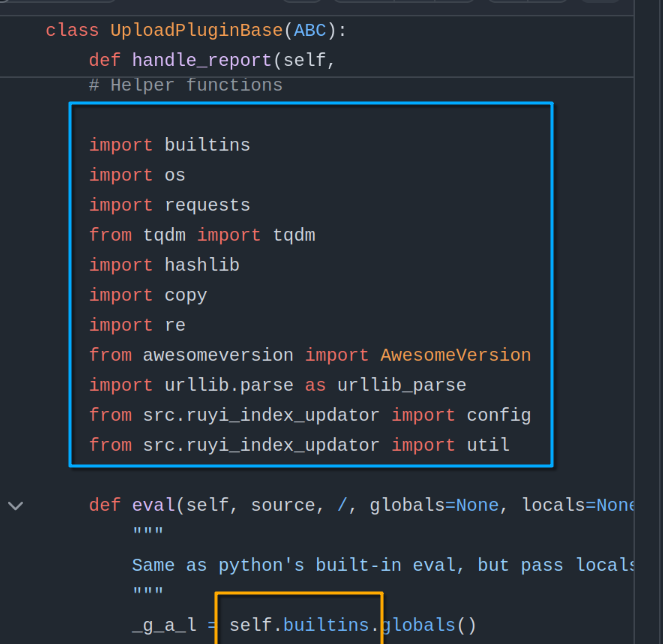 class UploadPluginBase(ABC):
def handle_report(self,
# Helper functions
import builtins
import os
import requests
from tqdm import tqdm
import hashlib
import copy
import re
from awesomeversion import AwesomeVersion
import urllib.parse as urllib_parse
from src.ruyi_index_updator import config
from src.ruyi_index_updator import util
def eval(self, source, /, globals=None, locals=None
"""
Same as python's built-in eval, but pass locals
"""
_g_a_l = self.builtins.globals()